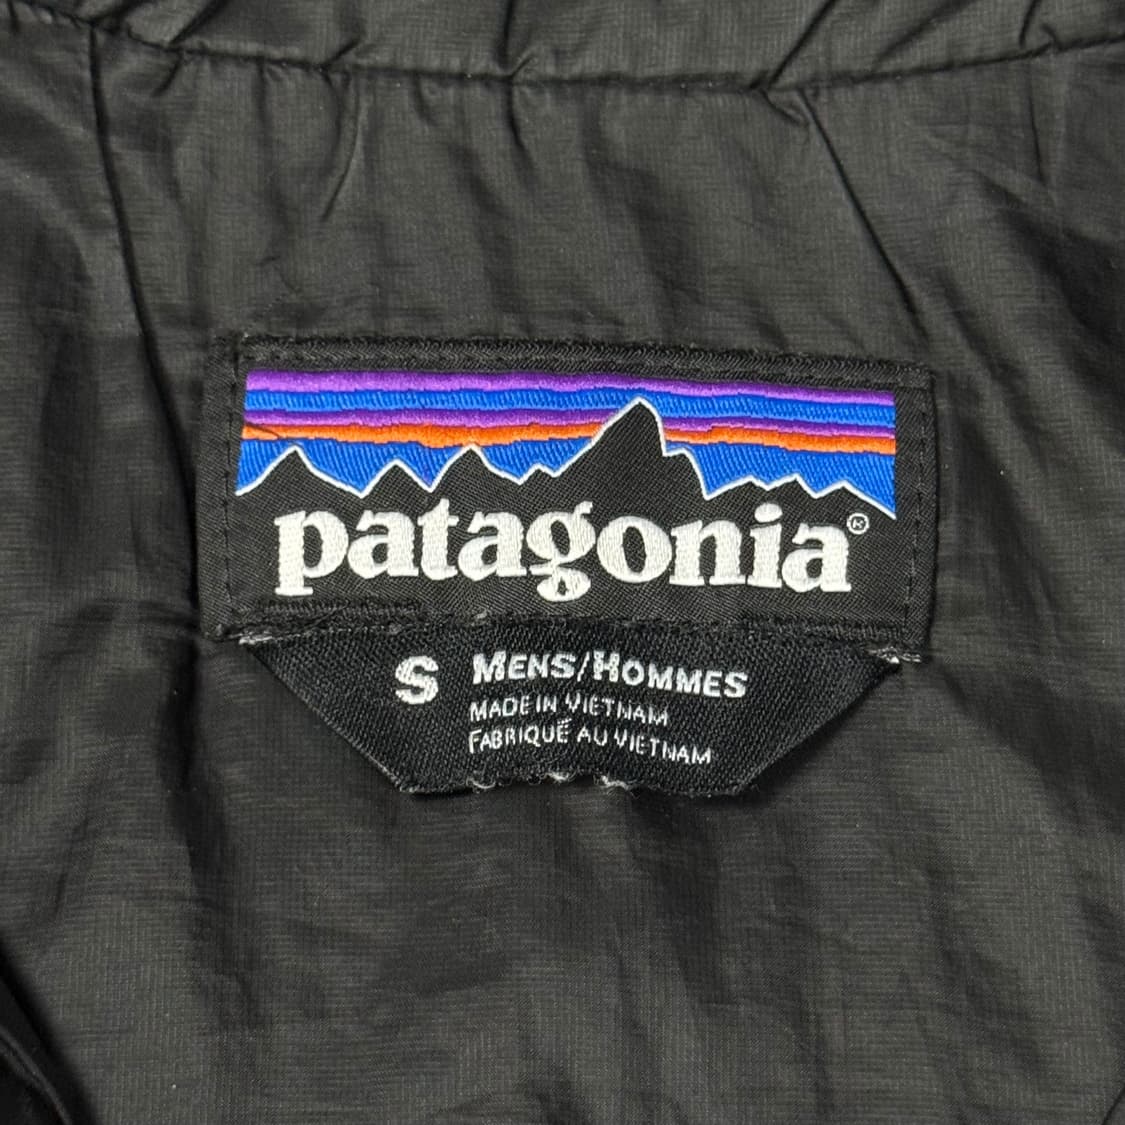 patagonia®
S MENS/HOMMES
MADE IN VIETNAM
FABRIQUÉ AU VIETNAM